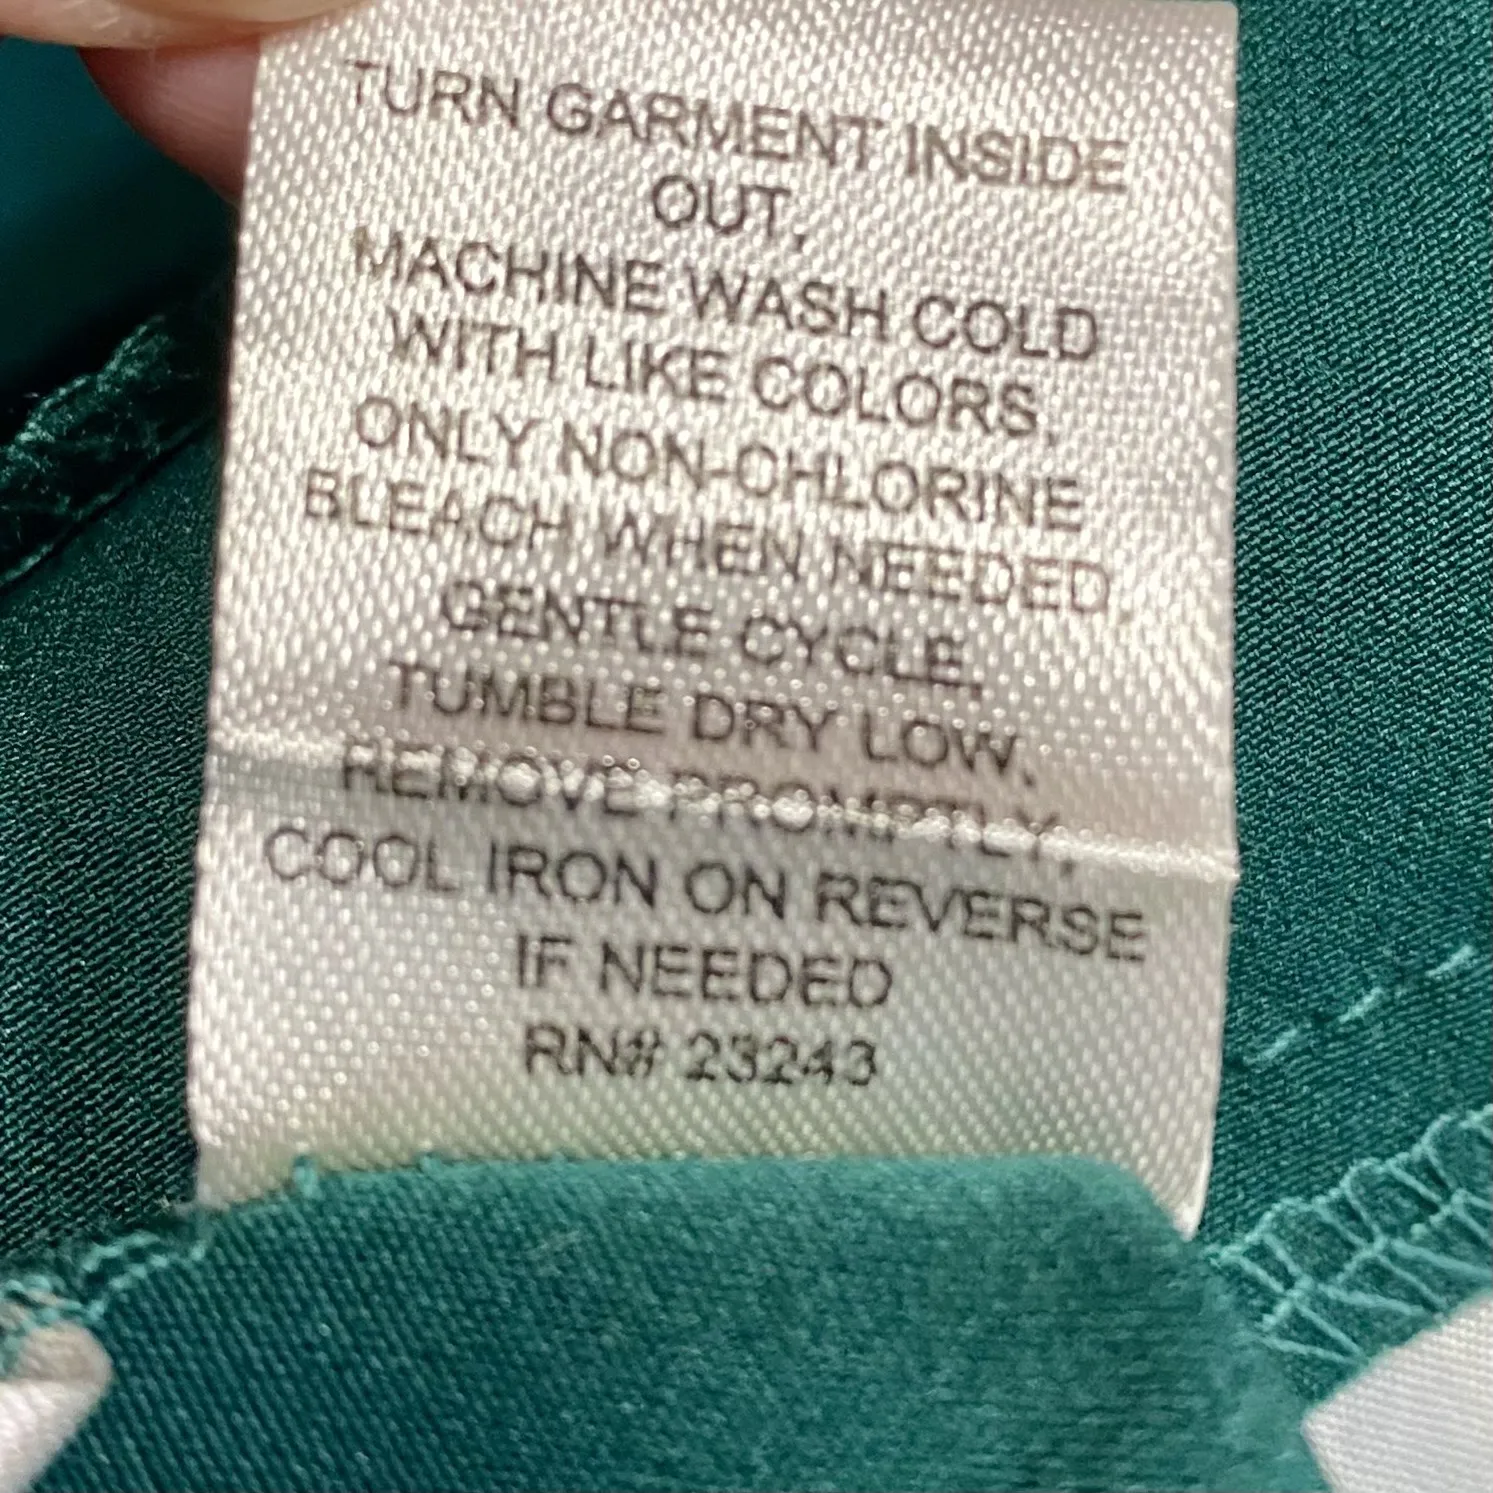 TURN GARMENT INSIDE
OUT,
MACHINE WASH COLD
WITH LIKE COLORS,
ONLY NON-CHLORINE
BLEACH WHEN NEEDED,
GENTLE CYCLE,
TUMBLE DRY LOW,
REMOVE PROMPTLY,
COOL IRON ON REVERSE
IF NEEDED
RN# 23243